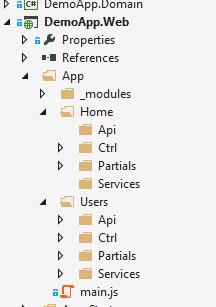 DemoApp.Domain
DemoApp.Web
Properties
References
App
_modules
Home
Api
Ctrl
Partials
Services
Users
Api
Ctrl
Partials
Services
main.js